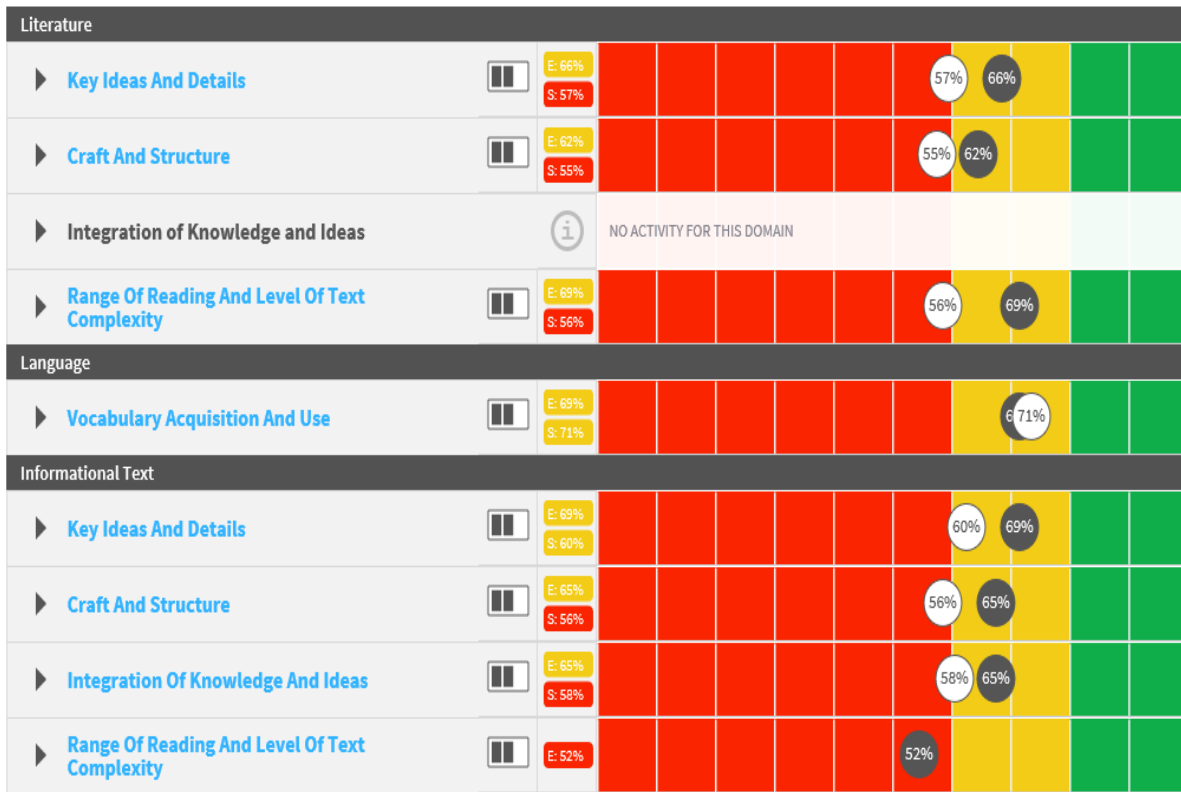 Literature
Key Ideas And Details
E: 66%
S: 57%
57%
66%
Craft And Structure
E: 62%
S: 55%
55%
62%
Integration of Knowledge and Ideas
i
NO ACTIVITY FOR THIS DOMAIN
Range Of Reading And Level Of Text
Complexity
E: 69%
S: 56%
56%
69%
Language
Vocabulary Acquisition And Use
E: 69%
S: 71%
6
71%
Informational Text
Key Ideas And Details
E: 69%
S: 60%
60%
69%
Craft And Structure
E: 65%
S: 56%
56%
65%
Integration Of Knowledge And Ideas
E: 65%
S: 58%
58%
65%
Range Of Reading And Level Of Text
Complexity
E: 52%
52%